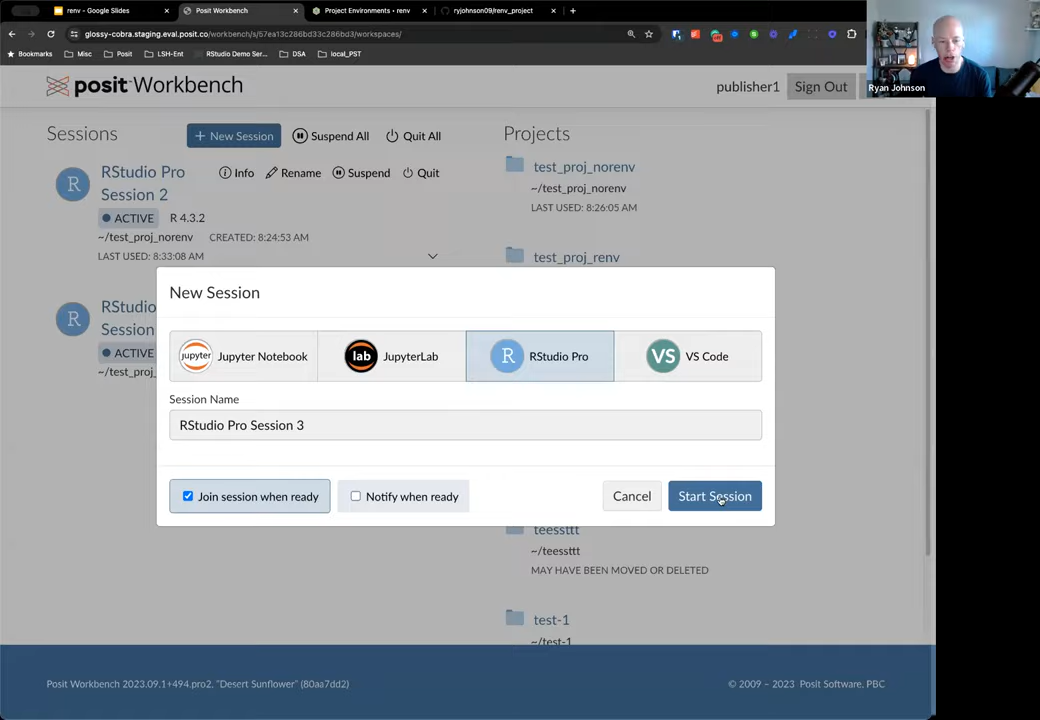 renv - Google Slides
Posit Workbench
Project Environments • renv
ryjohnson09/renv_project
glossy-cobra.staging.eval.posit.co/workbench/s/57ea13c286bd33c286bd3/workspaces/
Bookmarks
Misc
Posit
LSH-Ent
RStudio Demo Ser...
DSA
local_PST
Ryan Johnson
posit Workbench
publisher1
Sign Out
Sessions
+ New Session
Suspend All
Quit All
Projects
RStudio Pro
Session 2
Info
Rename
Suspend
Quit
ACTIVE
R 4.3.2
~/test_proj_norenv
CREATED: 8:24:53 AM
LAST USED: 8:33:08 AM
test_proj_norenv
~/test_proj_norenv
LAST USED: 8:26:05 AM
test_proj_renv
RStudio
Session
ACTIVE
~/test_proj_
New Session
jupyter
Jupyter Notebook
lab
JupyterLab
R
RStudio Pro
VS
VS Code
Session Name
RStudio Pro Session 3
Join session when ready
Notify when ready
Cancel
Start Session
teessttt
~/teessttt
MAY HAVE BEEN MOVED OR DELETED
test-1
~/test-1
Posit Workbench 2023.09.1+494.pro2, "Desert Sunflower" (80aa7dd2)
© 2009 – 2023 Posit Software, PBC